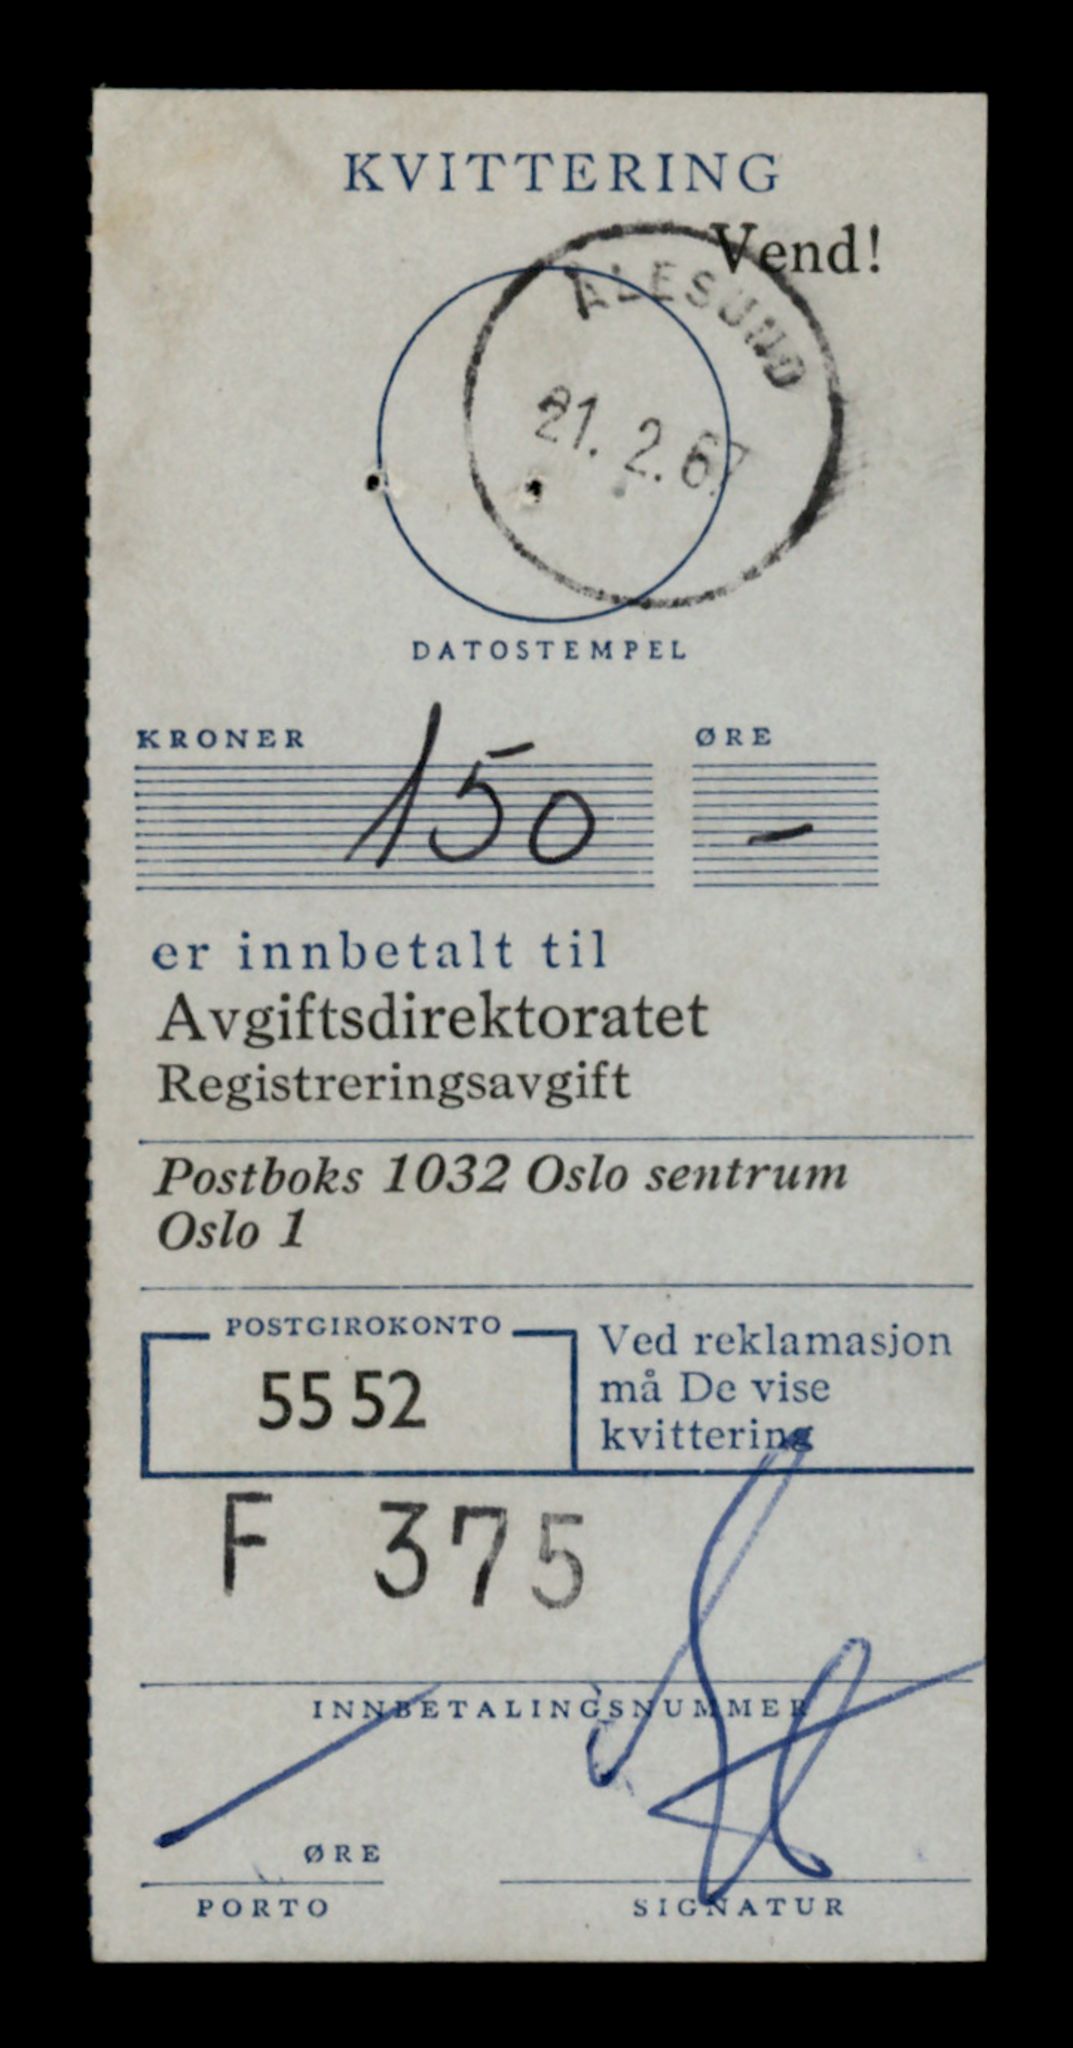 KVITTERING
Vend!
ÅLESUND
21. 2. 67
DATOSTEMPEL
KRONER ØRE
150 –
er innbetalt til
Avgiftsdirektoratet
Registreringsavgift
Postboks 1032 Oslo sentrum
Oslo 1
POSTGIROKONTO
55 52
Ved reklamasjon
må De vise
kvittering
F 375
INNBETALINGSNUMMER
ØRE
PORTO
SIGNATUR